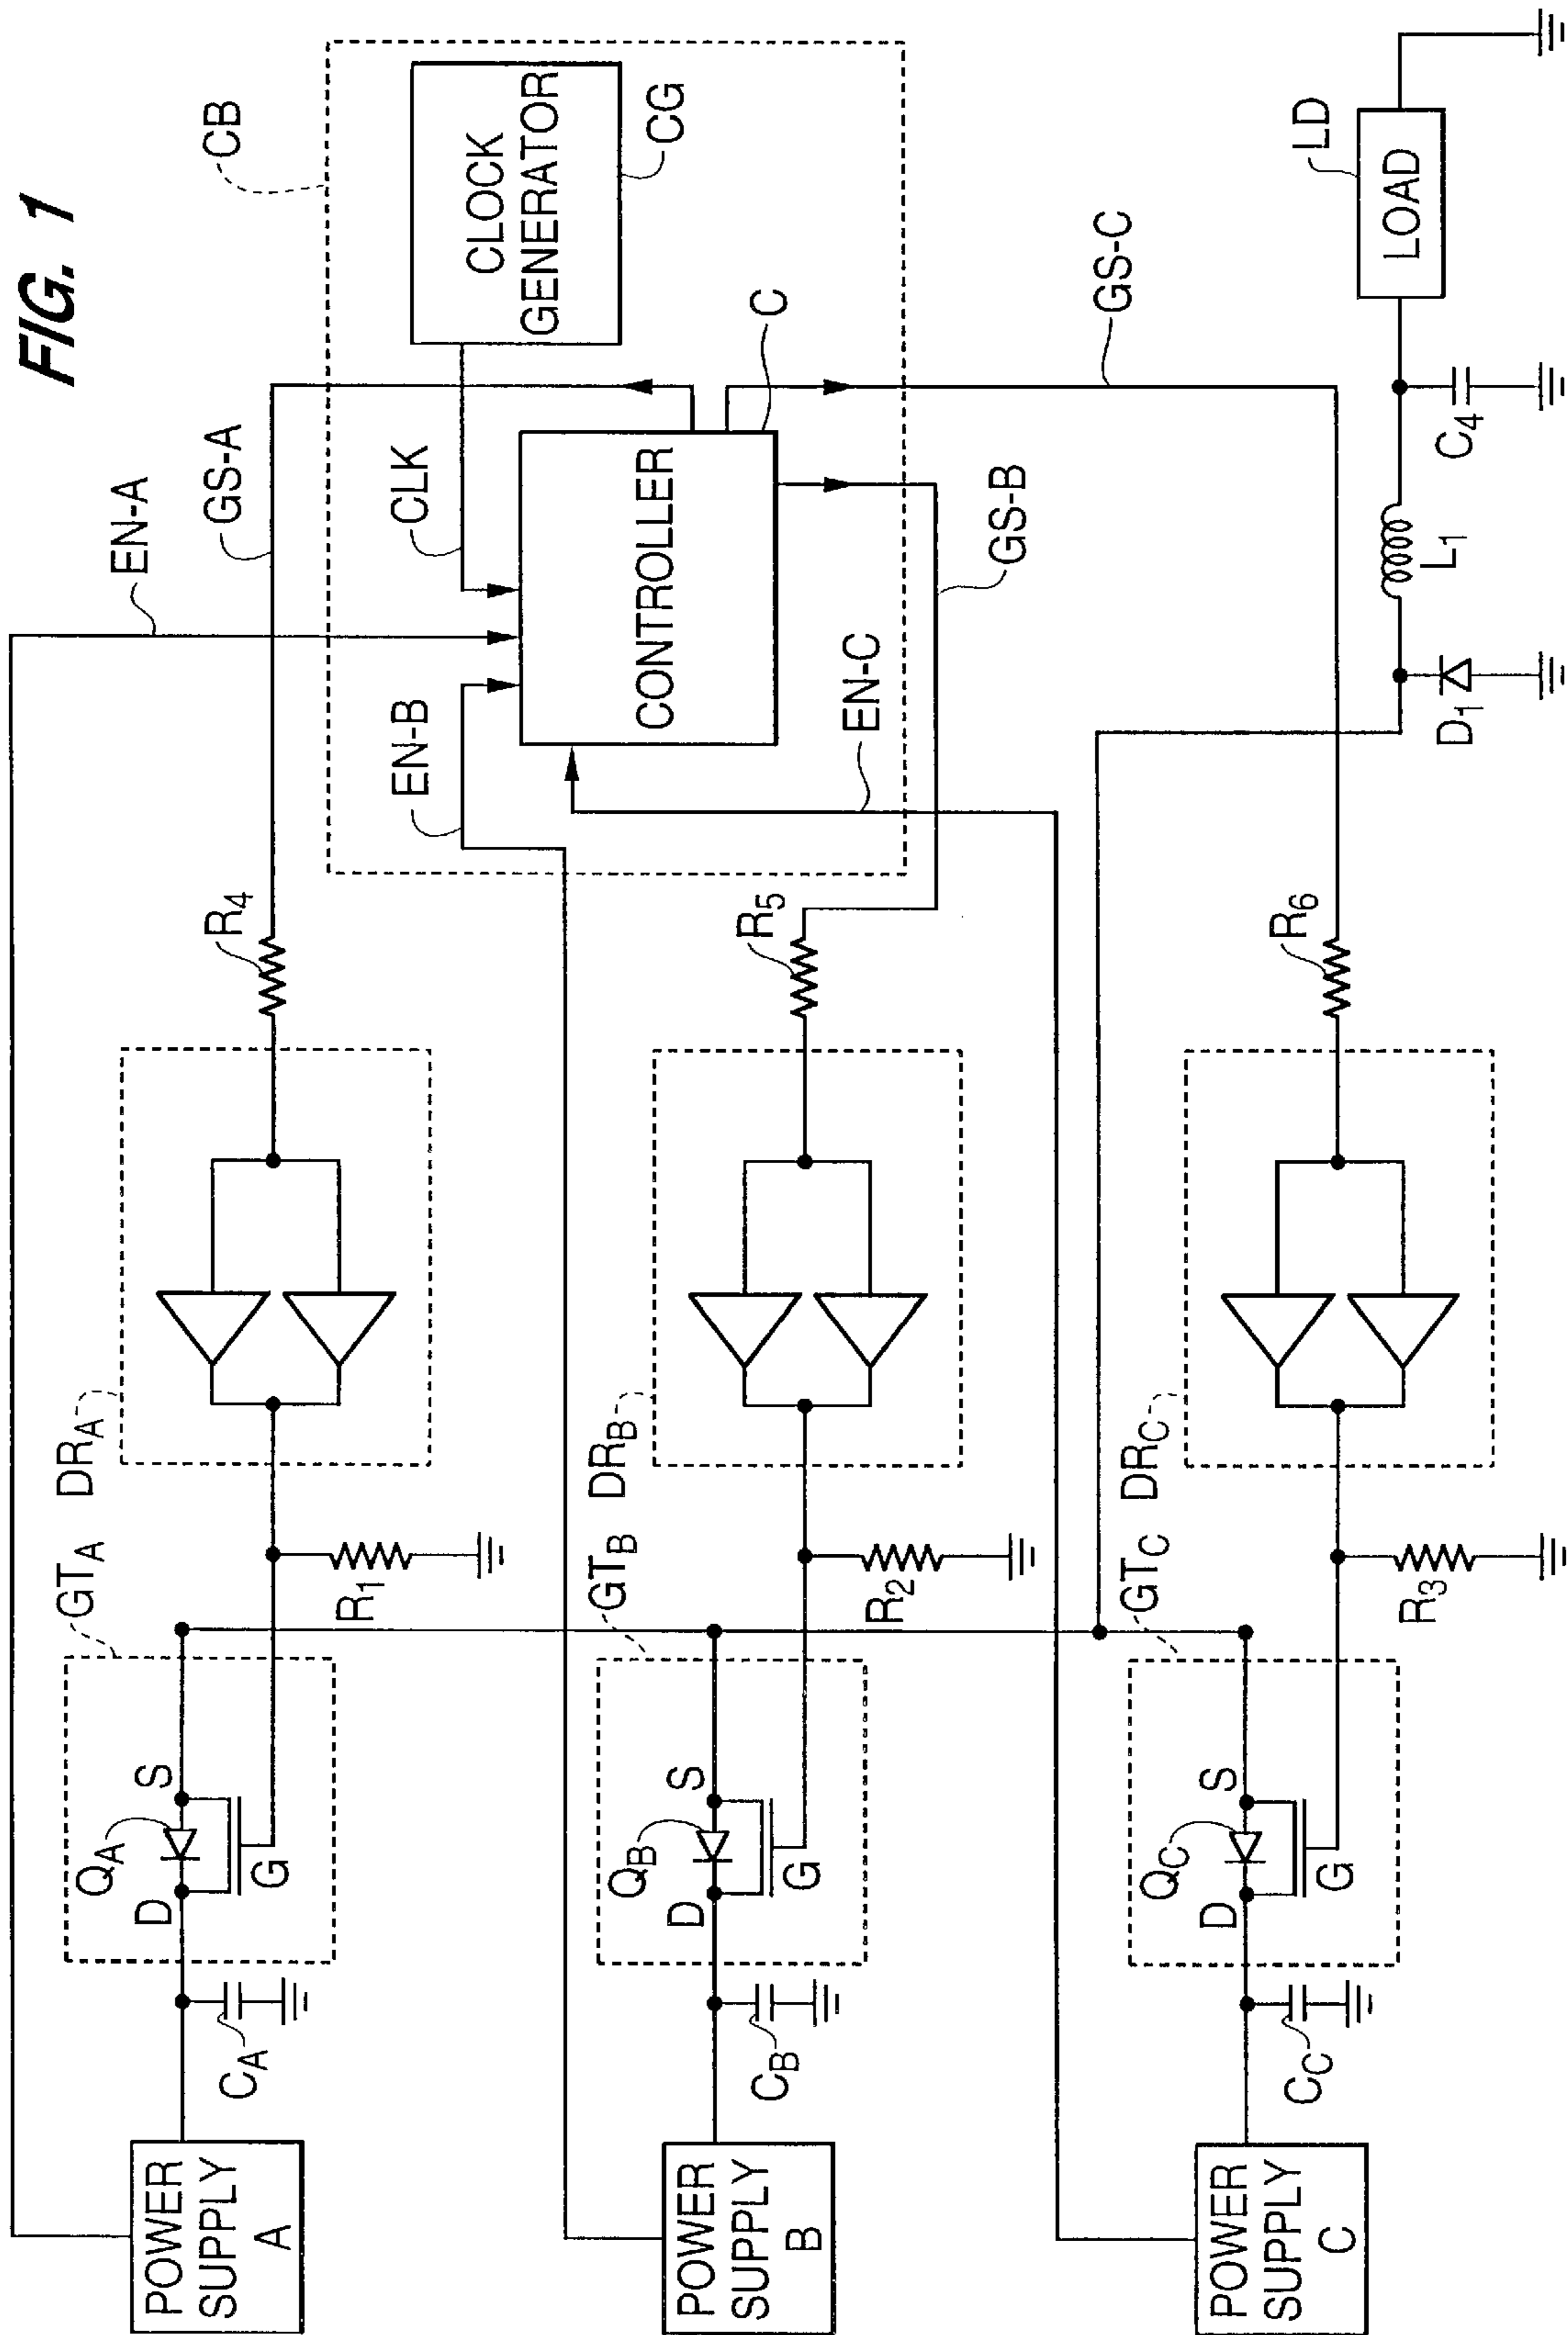 FIG. 1
EN-A
GS-A
CB
CLOCK
GENERATOR
CG
CLK
EN-B
CONTROLLER
C
EN-C
GS-B
GS-C
R4
R5
R6
DRA
DRB
DRC
GTA
GTB
GTC
R1
R2
R3
QA
D
S
G
QB
D
S
G
QC
D
S
G
CA
CB
CC
POWER
SUPPLY
A
POWER
SUPPLY
B
POWER
SUPPLY
C
D1
L1
C4
LOAD
LD